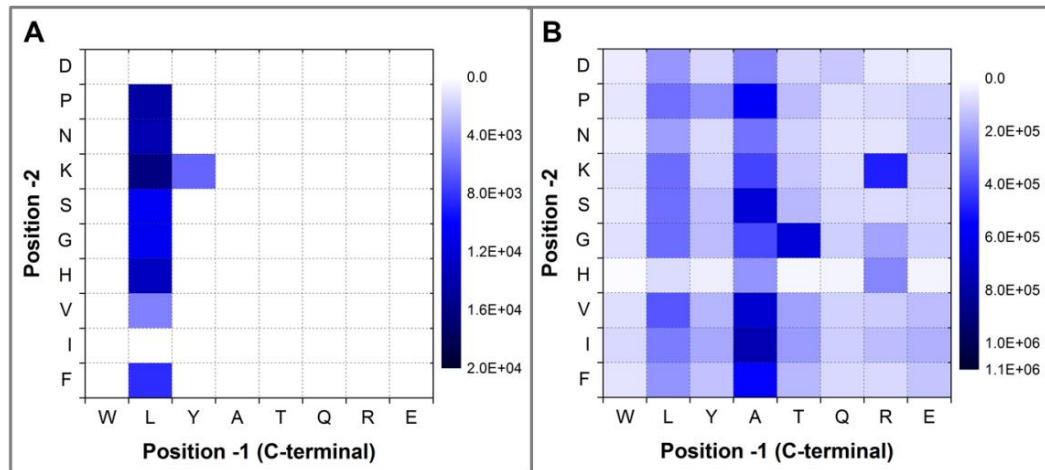 A
Position -2
D
P
N
K
S
G
H
V
I
F
W L Y A T Q R E
Position -1 (C-terminal)
0.0
4.0E+03
8.0E+03
1.2E+04
1.6E+04
2.0E+04
B
Position -2
D
P
N
K
S
G
H
V
I
F
W L Y A T Q R E
Position -1 (C-terminal)
0.0
2.0E+05
4.0E+05
6.0E+05
8.0E+05
1.0E+06
1.1E+06